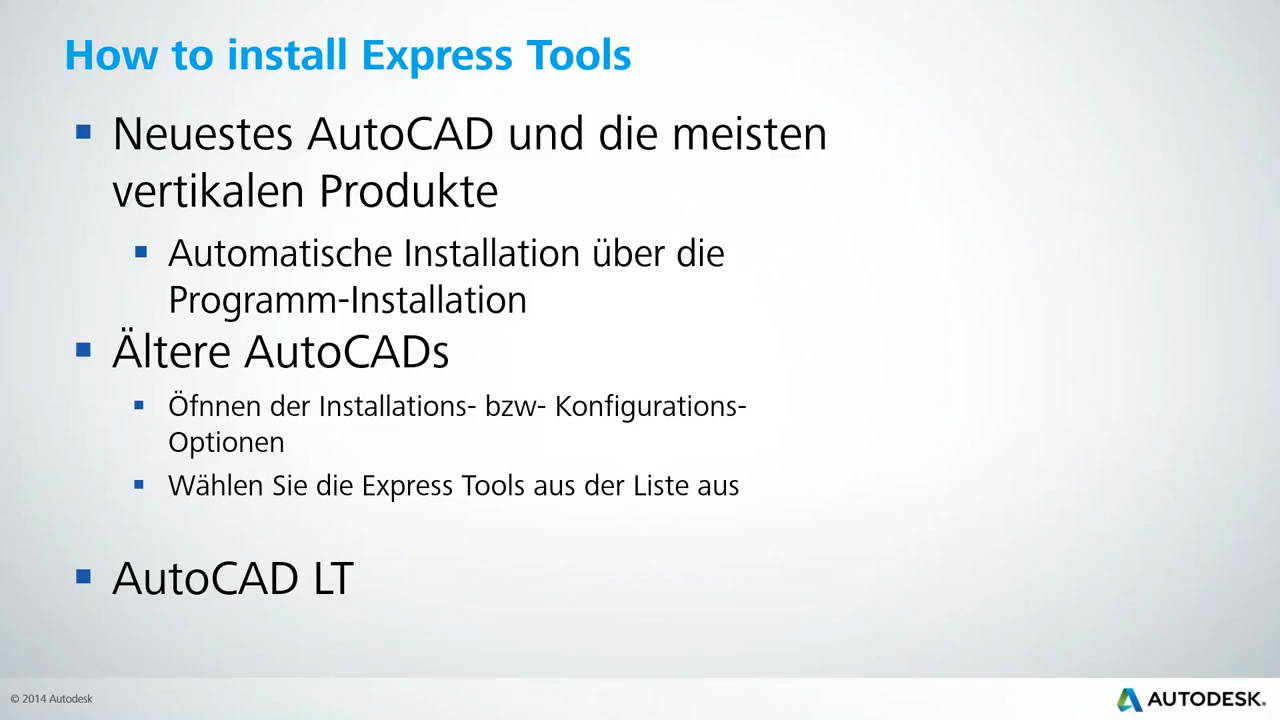 How to install Express Tools
Neuestes AutoCAD und die meisten
vertikalen Produkte
Automatische Installation über die
Programm-Installation
Ältere AutoCADs
Öfnnen der Installations- bzw- Konfigurations-
Optionen
Wählen Sie die Express Tools aus der Liste aus
AutoCAD LT
© 2014 Autodesk
AUTODESK.